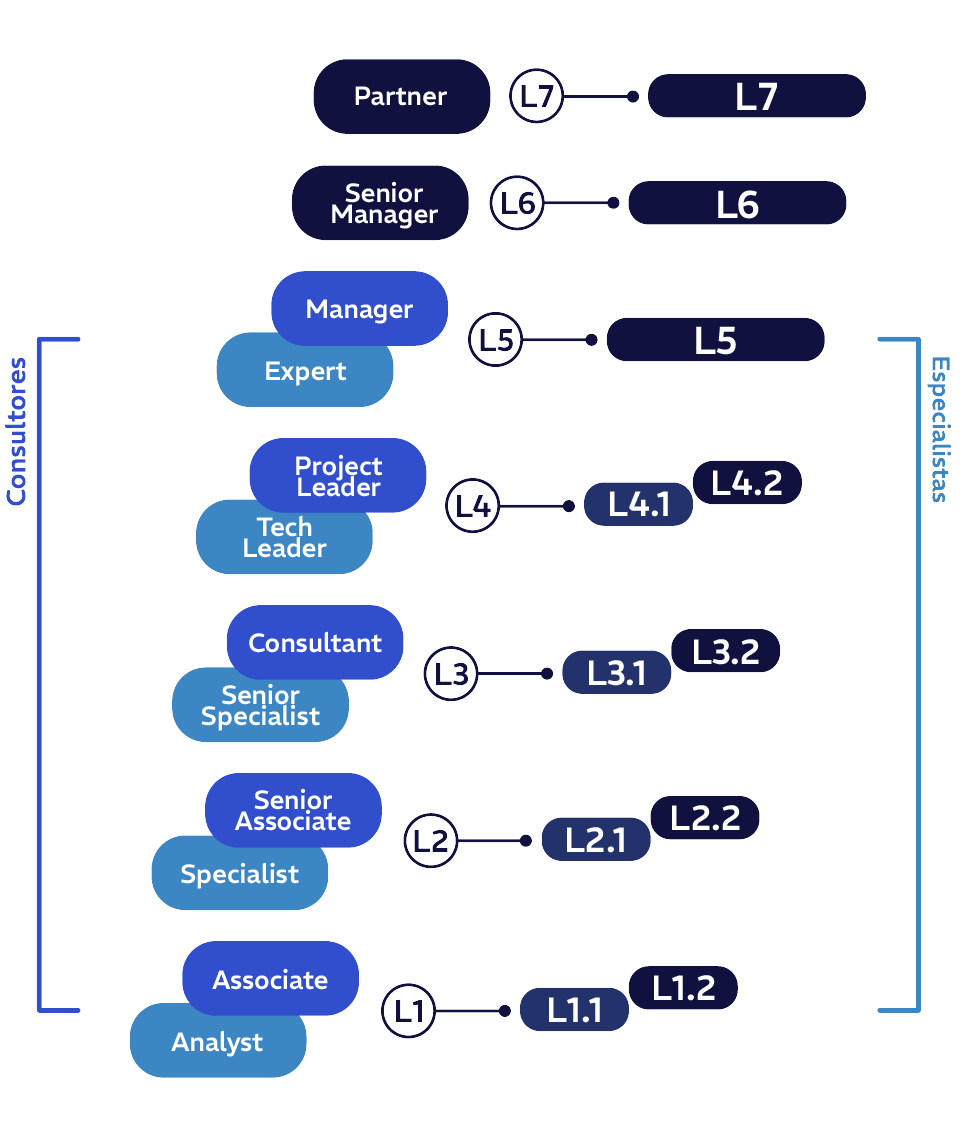 Partner
L7
L7
Senior
Manager
L6
L6
Consultores
Especialistas
Manager
Expert
L5
L5
Project
Leader
Tech
Leader
L4
L4.1
L4.2
Consultant
Senior
Specialist
L3
L3.1
L3.2
Senior
Associate
Specialist
L2
L2.1
L2.2
Associate
Analyst
L1
L1.1
L1.2